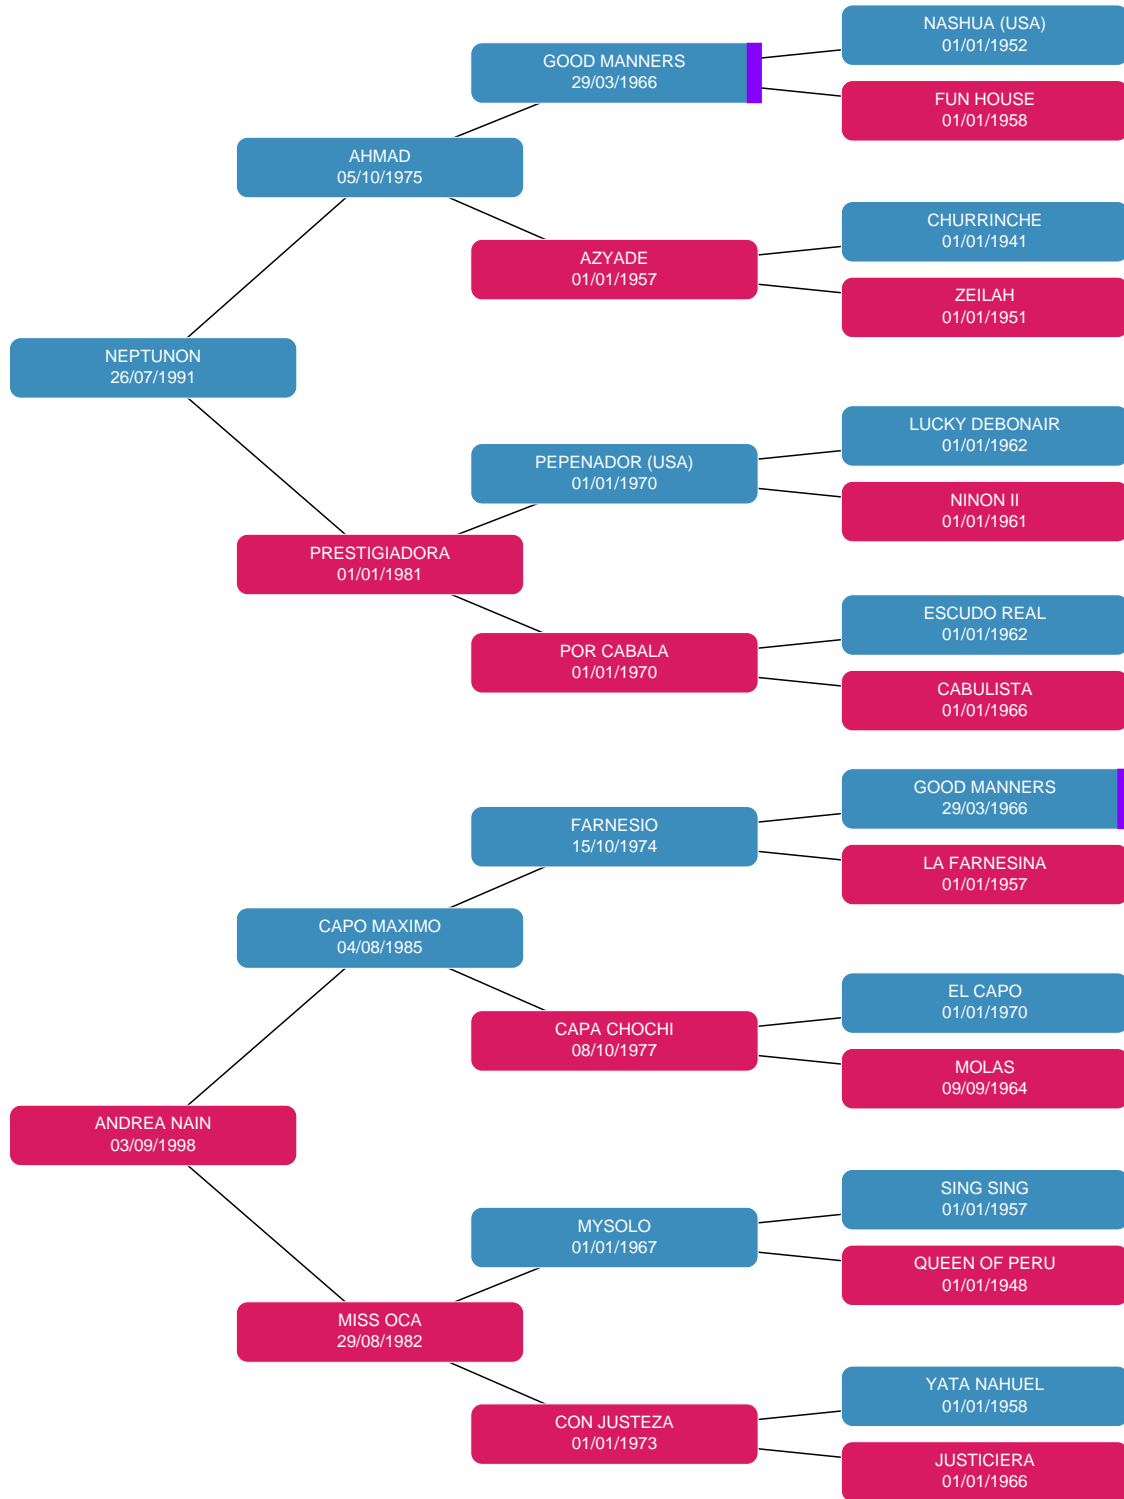 NASHUA (USA)
01/01/1952
GOOD MANNERS
29/03/1966
FUN HOUSE
01/01/1958
AHMAD
05/10/1975
CHURRINCHE
01/01/1941
AZYADE
01/01/1957
ZEILAH
01/01/1951
NEPTUNON
26/07/1991
LUCKY DEBONAIR
01/01/1962
PEPENADOR (USA)
01/01/1970
NINON II
01/01/1961
PRESTIGIADORA
01/01/1981
ESCUDO REAL
01/01/1962
POR CABALA
01/01/1970
CABULISTA
01/01/1966
GOOD MANNERS
29/03/1966
FARNESIO
15/10/1974
LA FARNESINA
01/01/1957
CAPO MAXIMO
04/08/1985
EL CAPO
01/01/1970
CAPA CHOCHI
08/10/1977
MOLAS
09/09/1964
ANDREA NAIN
03/09/1998
SING SING
01/01/1957
MYSOLO
01/01/1967
QUEEN OF PERU
01/01/1948
MISS OCA
29/08/1982
YATA NAHUEL
01/01/1958
CON JUSTEZA
01/01/1973
JUSTICIERA
01/01/1966